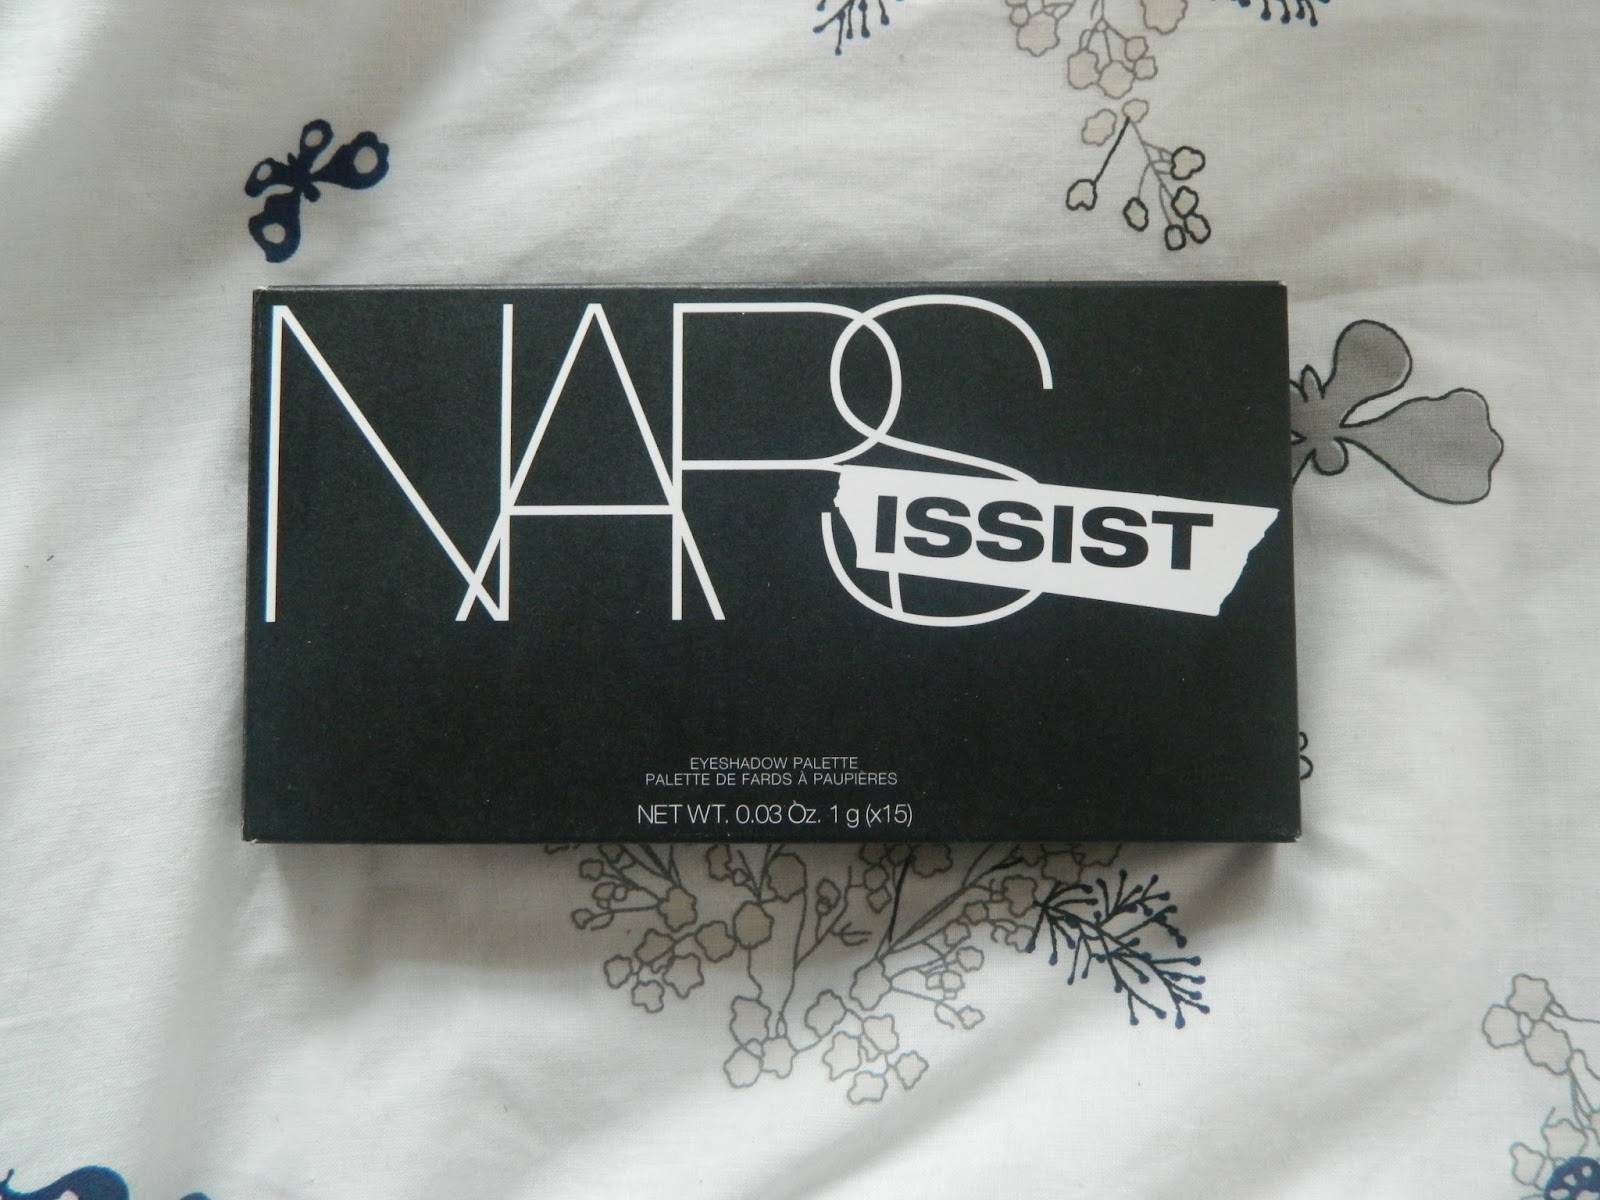 NARS
ISSIST
EYESHADOW PALETTE
PALETTE DE FARDS À PAUPIÈRES
NET WT. 0.03 Oz. 1 g (x15)